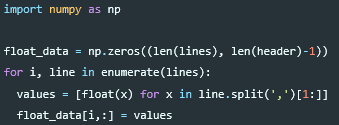 import numpy as np
float_data = np.zeros((len(lines), len(header)-1))
for i, line in enumerate(lines):
  values = [float(x) for x in line.split(',')[1:]]
  float_data[i,:] = values